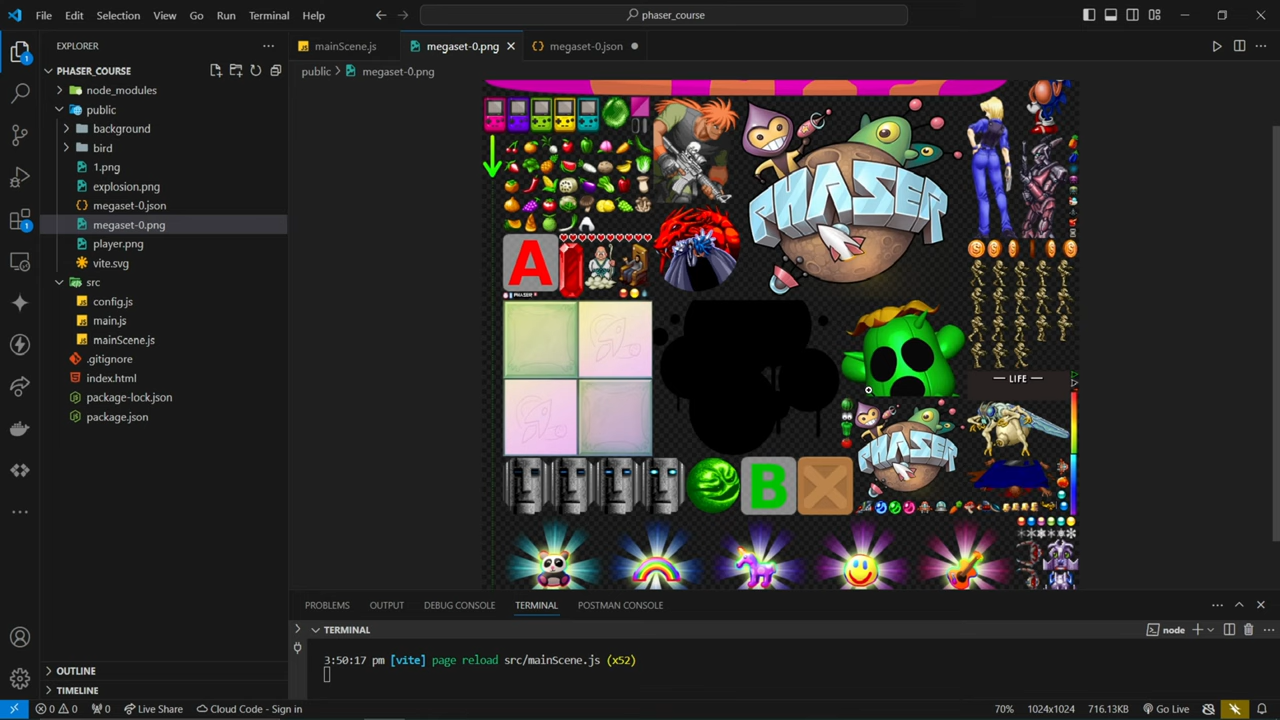 File Edit Selection View Go Run Terminal Help
phaser_course
EXPLORER
mainScene.js
megaset-0.png
megaset-0.json
PHASER_COURSE
public
megaset-0.png
node_modules
public
background
bird
1.png
explosion.png
megaset-0.json
megaset-0.png
player.png
vite.svg
src
config.js
main.js
mainScene.js
.gitignore
index.html
package-lock.json
package.json
PHASER
A
PHASER
LIFE
PHASER
B
PROBLEMS OUTPUT DEBUG CONSOLE TERMINAL POSTMAN CONSOLE
TERMINAL
node
3:50:17 pm [vite] page reload src/mainScene.js (x52)
OUTLINE
TIMELINE
0 0 0 Live Share Cloud Code - Sign in 70% 1024x1024 716.13KB Go Live